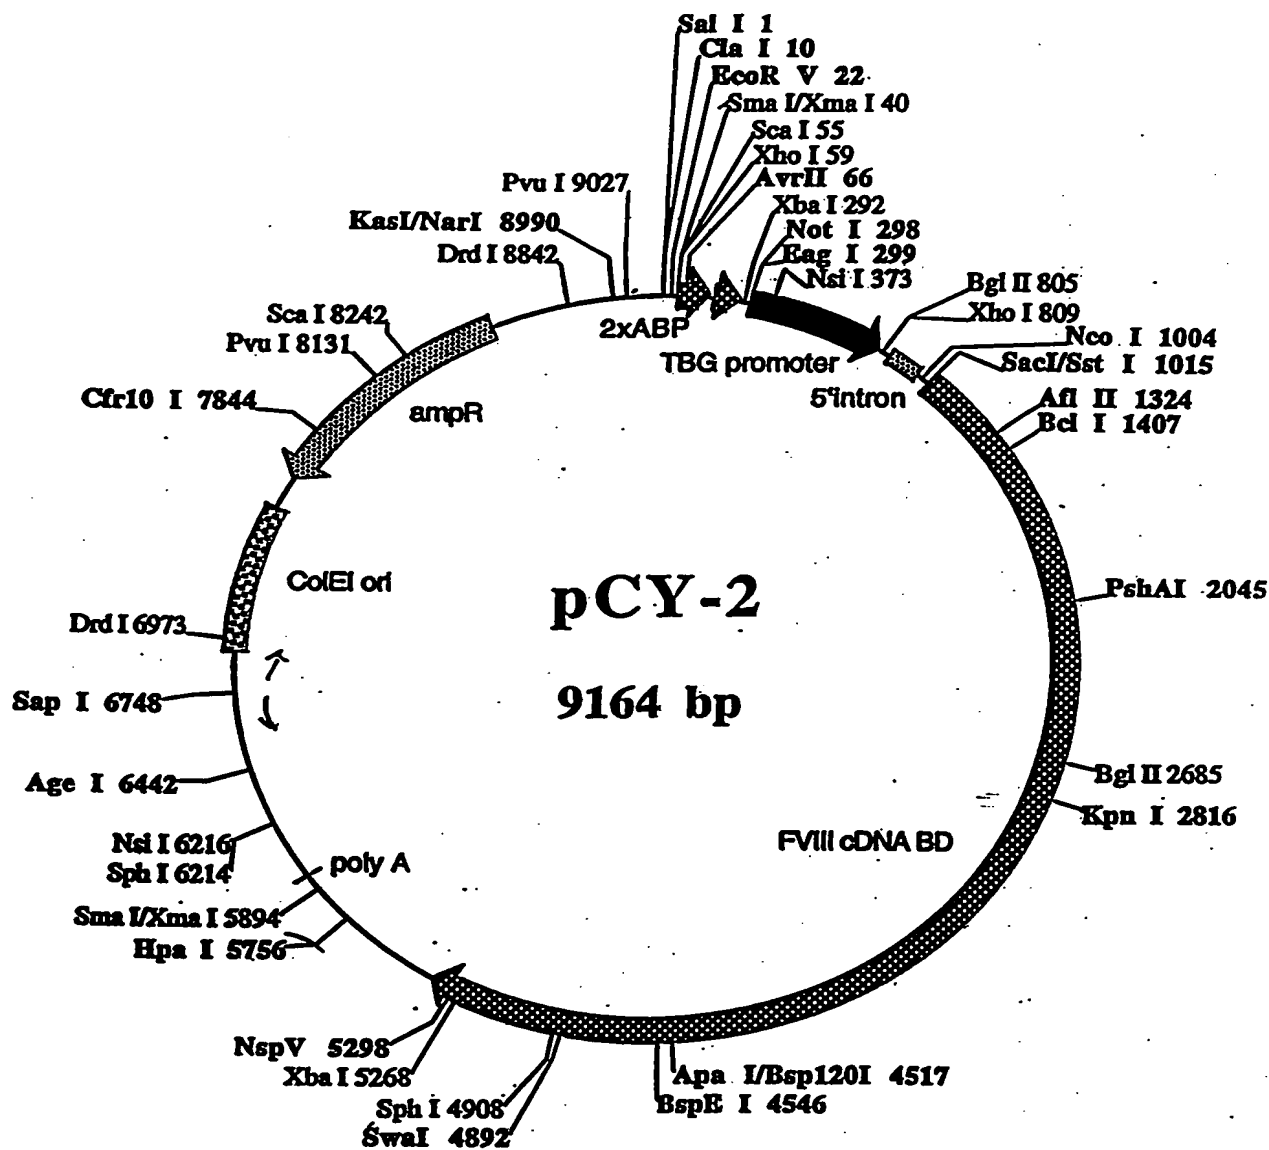 Sal I 1
Cla I 10
EcoR V 22
Sma I/Xma I 40
Sca I 55
Xho I 59
AvrII 66
Xba I 292
Not I 298
Eag I 299
Nsi I 373
Bgl II 805
Xho I 809
Nco I 1004
SacI/Sst I 1015
Afl II 1324
Bcl I 1407
PshAI 2045
Bgl II 2685
Kpn I 2816
Apa I/Bsp120I 4517
BspE I 4546
SwaI 4892
Sph I 4908
Xba I 5268
NspV 5298
Hpa I 5756
Sma I/Xma I 5894
Sph I 6214
Nsi I 6216
Age I 6442
Sap I 6748
Drd I 6973
Cfr10 I 7844
Pvu I 8131
Sca I 8242
Drd I 8842
KasI/NarI 8990
Pvu I 9027
2xABP
TBG promoter
5'intron
ampR
ColEI ori
pCY-2
9164 bp
FVIII cDNA BD
poly A